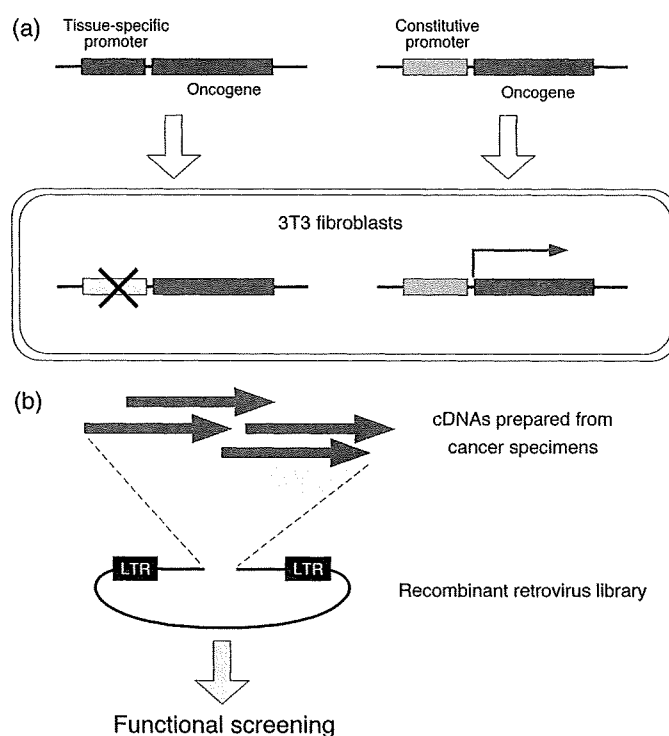 (a)
Tissue-specific
promoter
Oncogene
Constitutive
promoter
Oncogene
3T3 fibroblasts
(b)
cDNAs prepared from
cancer specimens
LTR
LTR
Recombinant retrovirus library
Functional screening